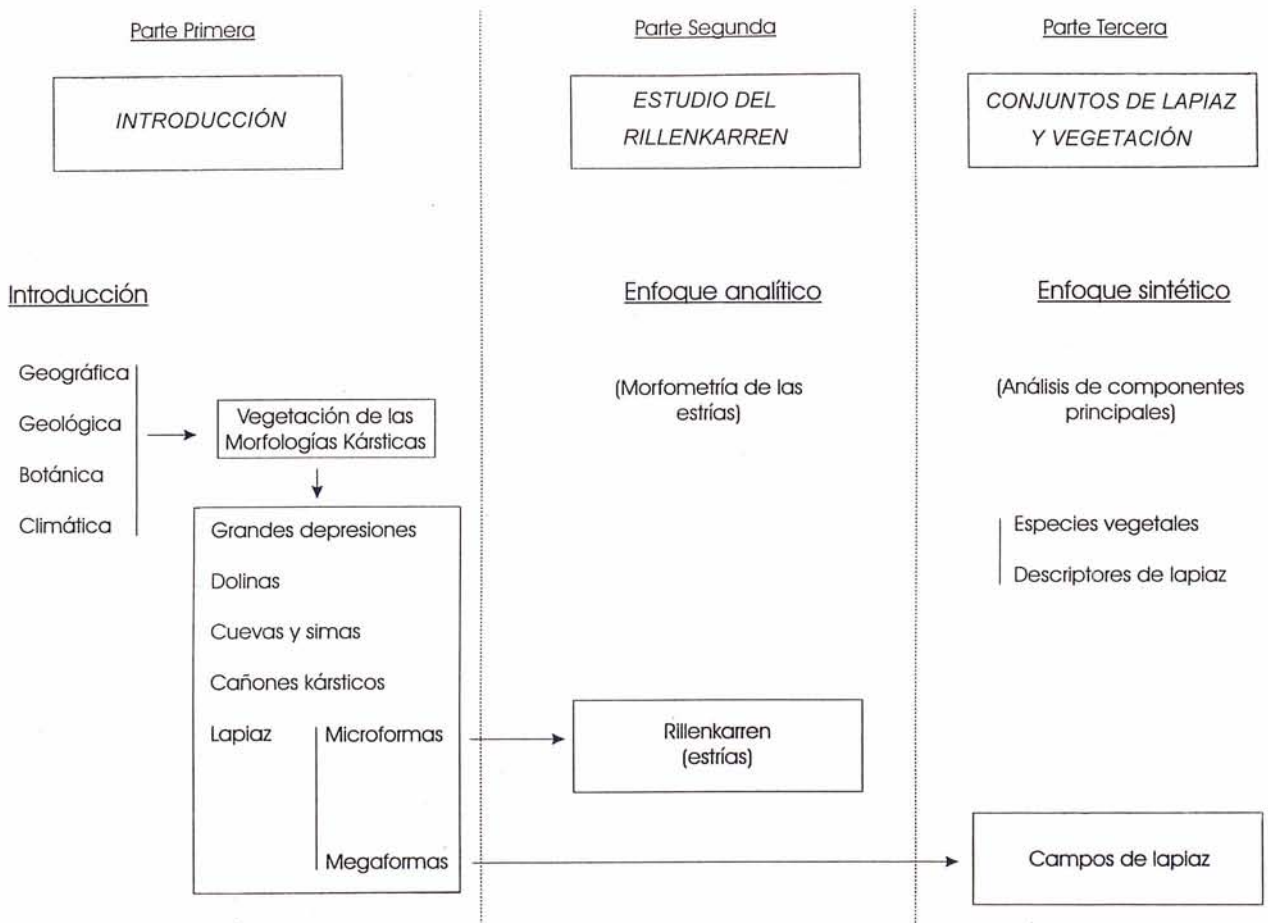 Parte Primera
INTRODUCCIÓN
Introducción
Geográfica
Geológica
Botánica
Climática
Vegetación de las
Morfologías Kársticas
Grandes depresiones
Dolinas
Cuevas y simas
Cañones kársticos
Lapiaz
Microformas
Megaformas
Parte Segunda
ESTUDIO DEL
RILLENKARREN
Enfoque analítico
(Morfometría de las
estrías)
Rillenkarren
(estrías)
Parte Tercera
CONJUNTOS DE LAPIAZ
Y VEGETACIÓN
Enfoque sintético
(Análisis de componentes
principales)
Especies vegetales
Descriptores de lapiaz
Campos de lapiaz